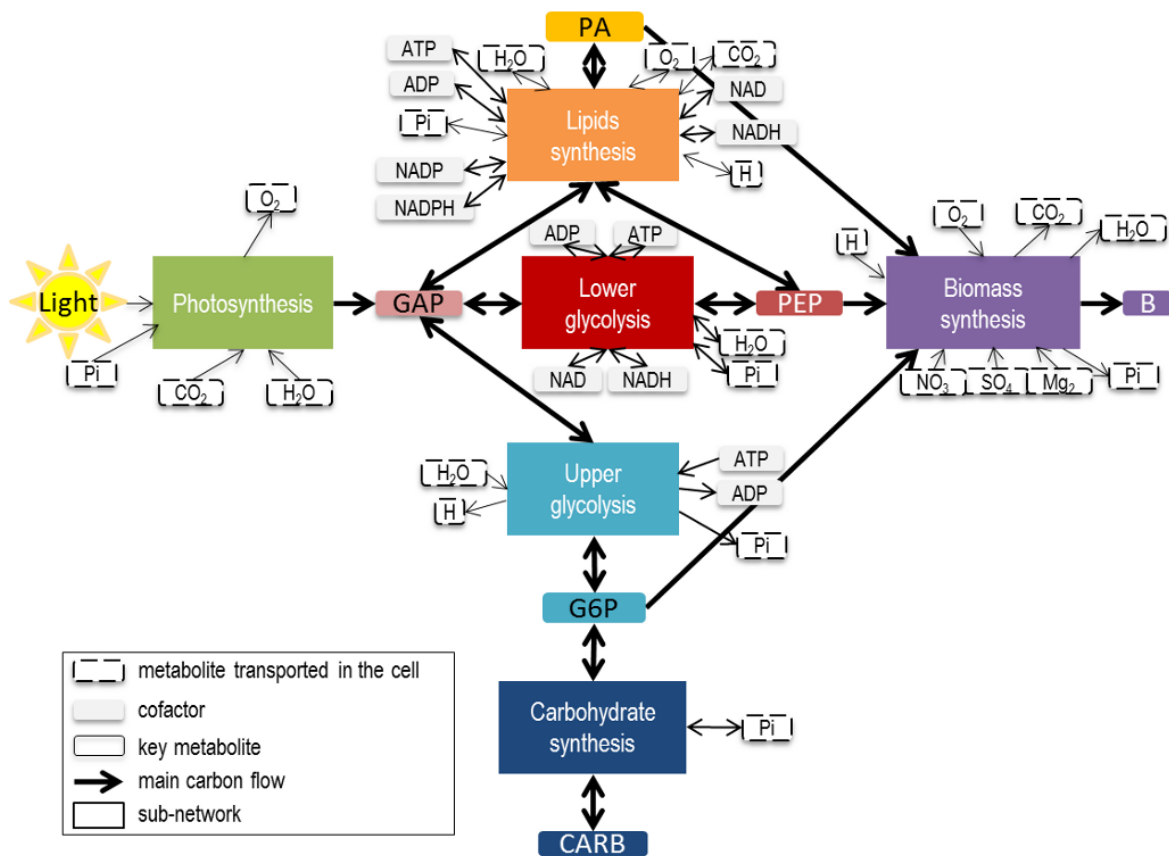 PA
ATP
H₂O
O₂
CO₂
ADP
NAD
Pi
Lipids
synthesis
NADH
NADP
H
NADPH
O₂
ADP
ATP
O₂
CO₂
H₂O
H
Light
Photosynthesis
GAP
Lower
glycolysis
PEP
Biomass
synthesis
B
H₂O
Pi
CO₂
H₂O
NAD
NADH
Pi
NO₃
SO₄
Mg₂
Pi
H₂O
Upper
glycolysis
ATP
ADP
H
Pi
G6P
metabolite transported in the cell
cofactor
key metabolite
main carbon flow
sub-network
Carbohydrate
synthesis
Pi
CARB